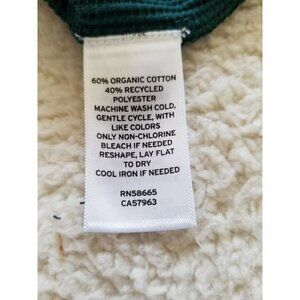 60% ORGANIC COTTON
40% RECYCLED
POLYESTER
MACHINE WASH COLD,
GENTLE CYCLE, WITH
LIKE COLORS
ONLY NON-CHLORINE
BLEACH IF NEEDED
RESHAPE, LAY FLAT
TO DRY
COOL IRON IF NEEDED
RN58665
CA57963